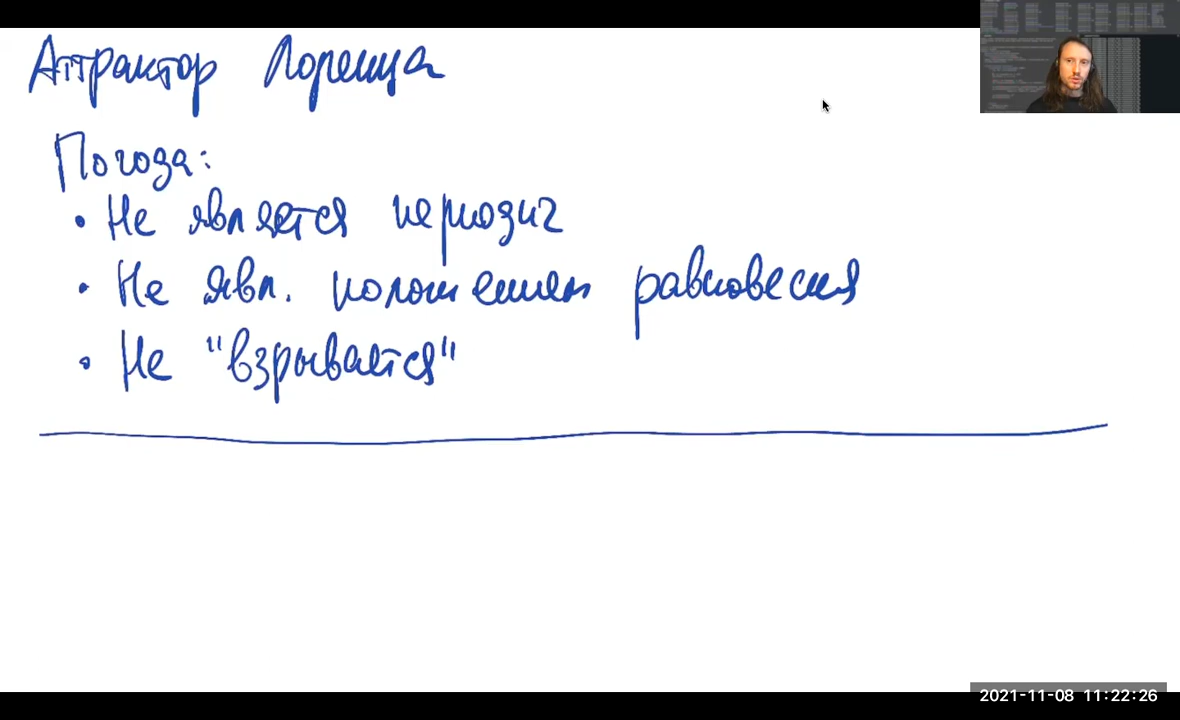 Аттрактор Лоренца
Погода:
• Не является периодич
• Не явл. положением равновесия
• Не "взрывается"
2021-11-08 11:22:26